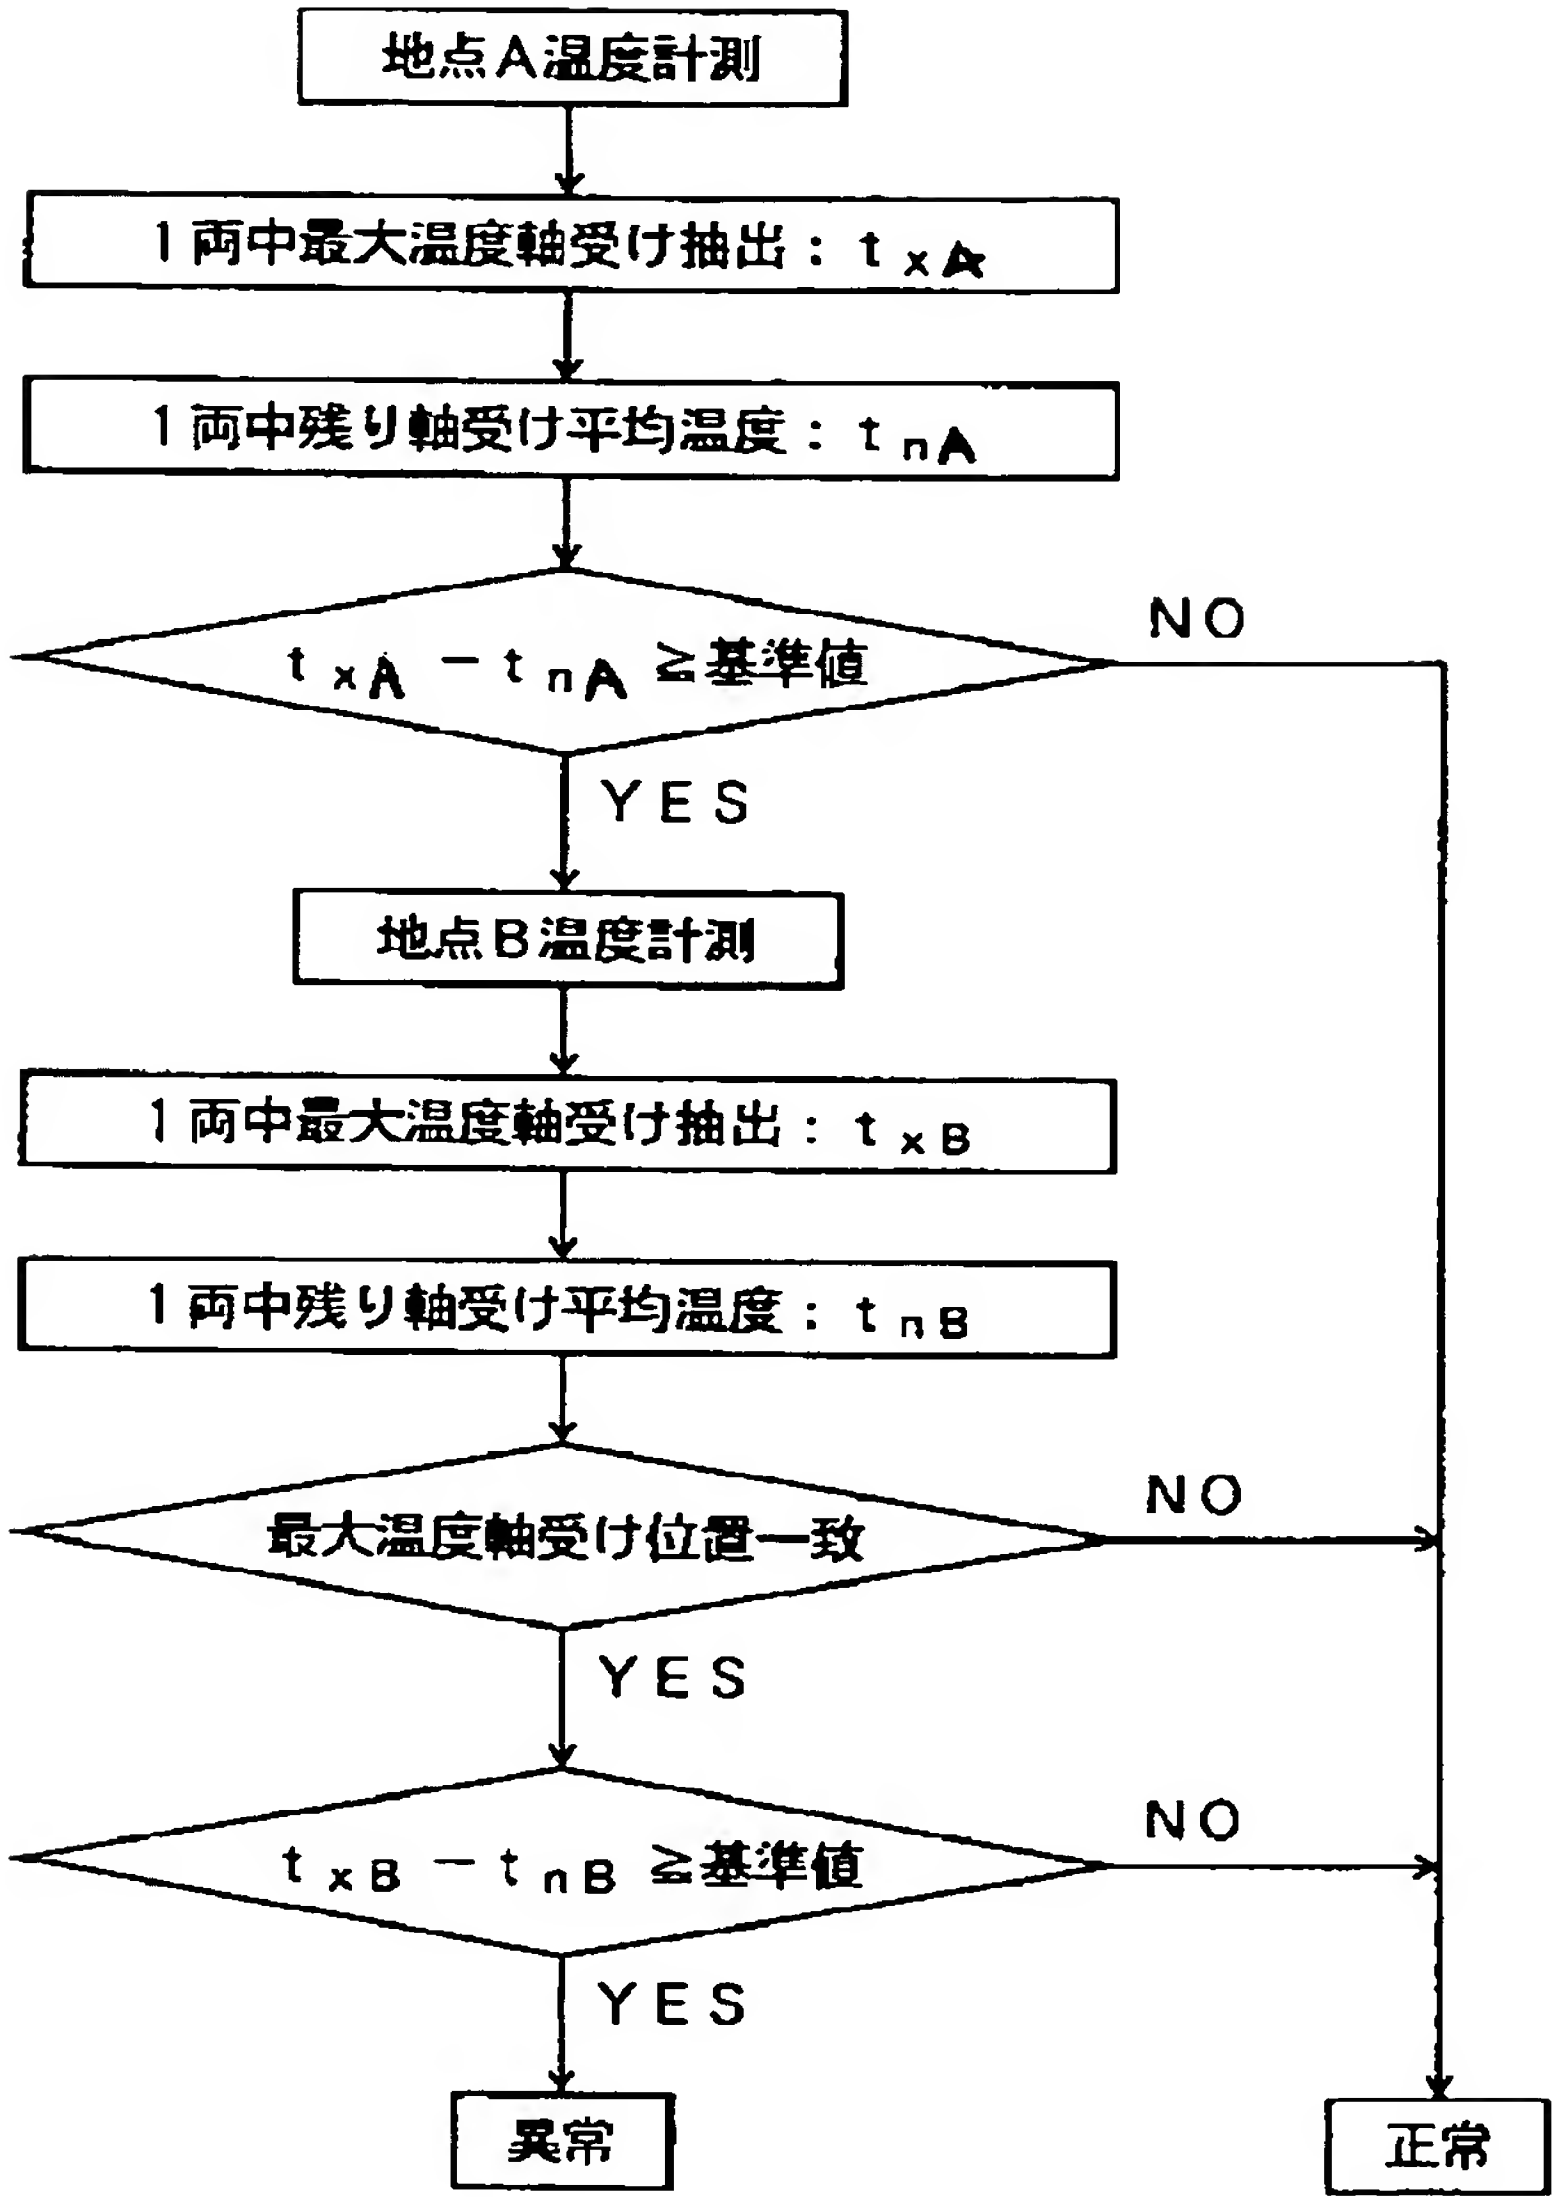 地点A温度計測
1両中最大温度軸受け抽出：txA
1両中残り軸受け平均温度：tnA
txA－tnA≧基準値
NO
YES
地点B温度計測
1両中最大温度軸受け抽出：txB
1両中残り軸受け平均温度：tnB
最大温度軸受け位置一致
NO
YES
txB－tnB≧基準値
NO
YES
異常
正常